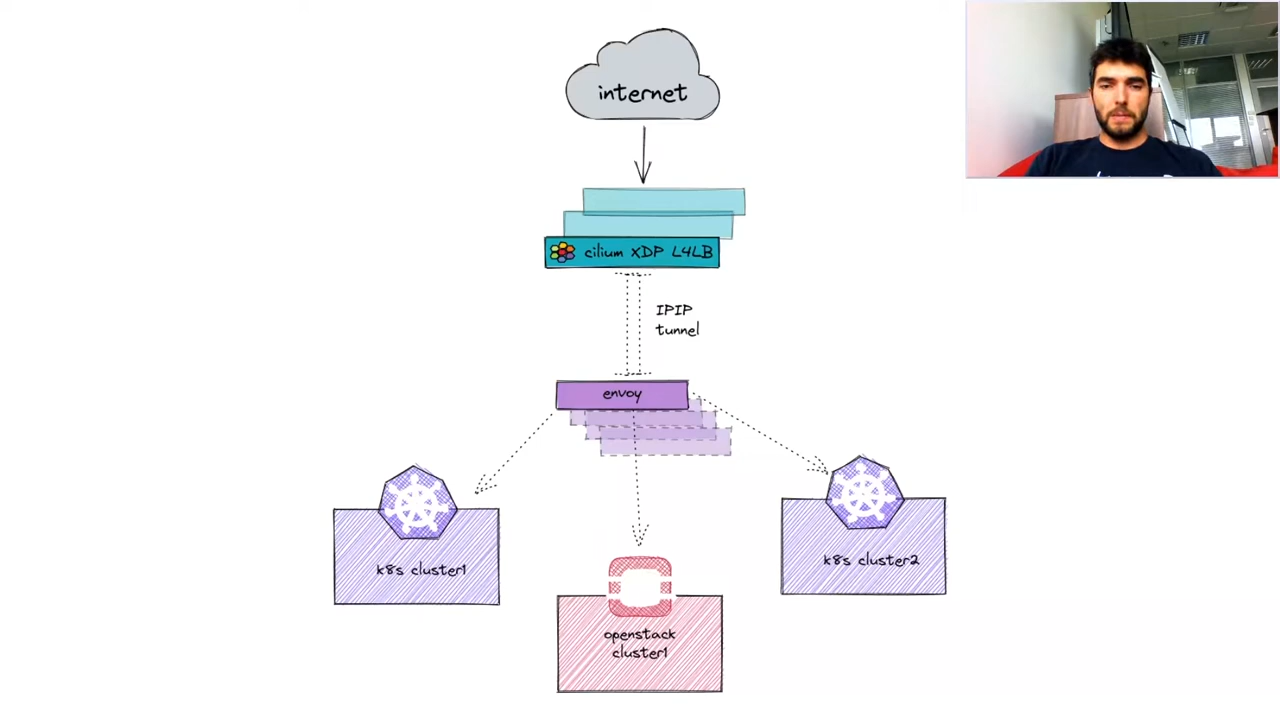 internet
cilium XDP L4LB
IPIP
tunnel
envoy
k8s cluster1
k8s cluster2
openstack
cluster1